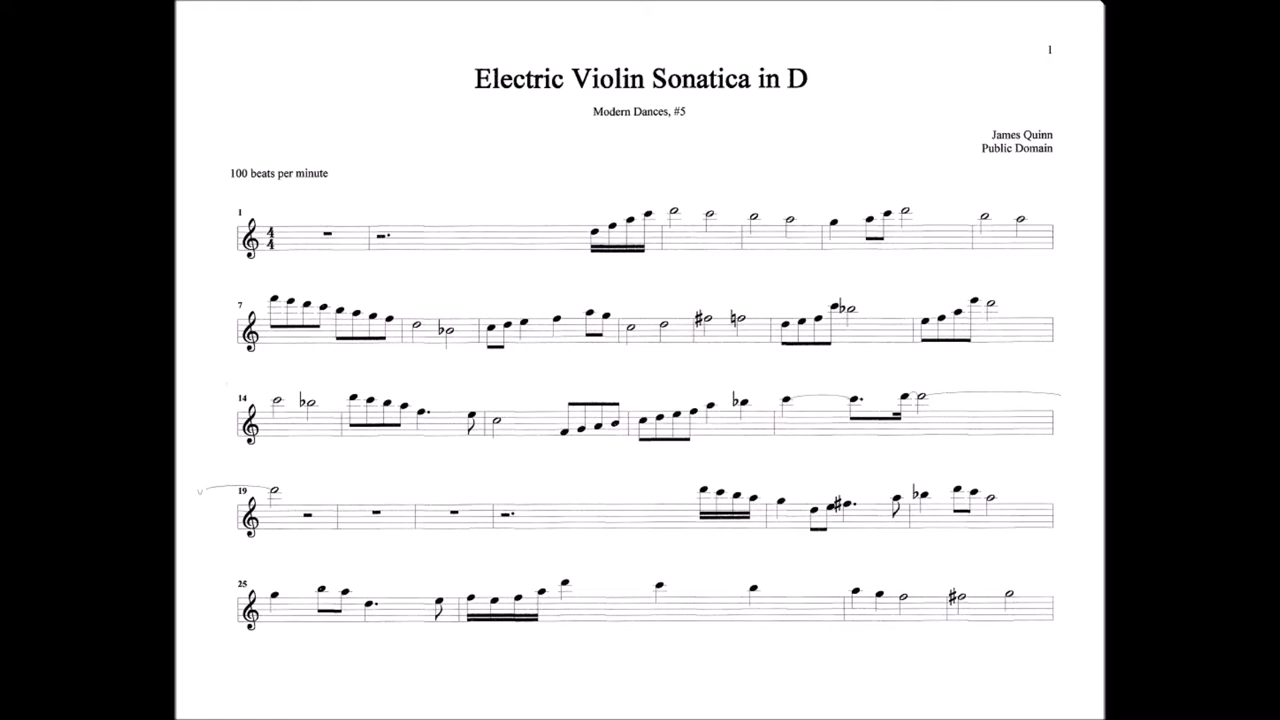 1
Electric Violin Sonatica in D
Modern Dances, #5
James Quinn
Public Domain
100 beats per minute
1
4
4
7
14
19
25